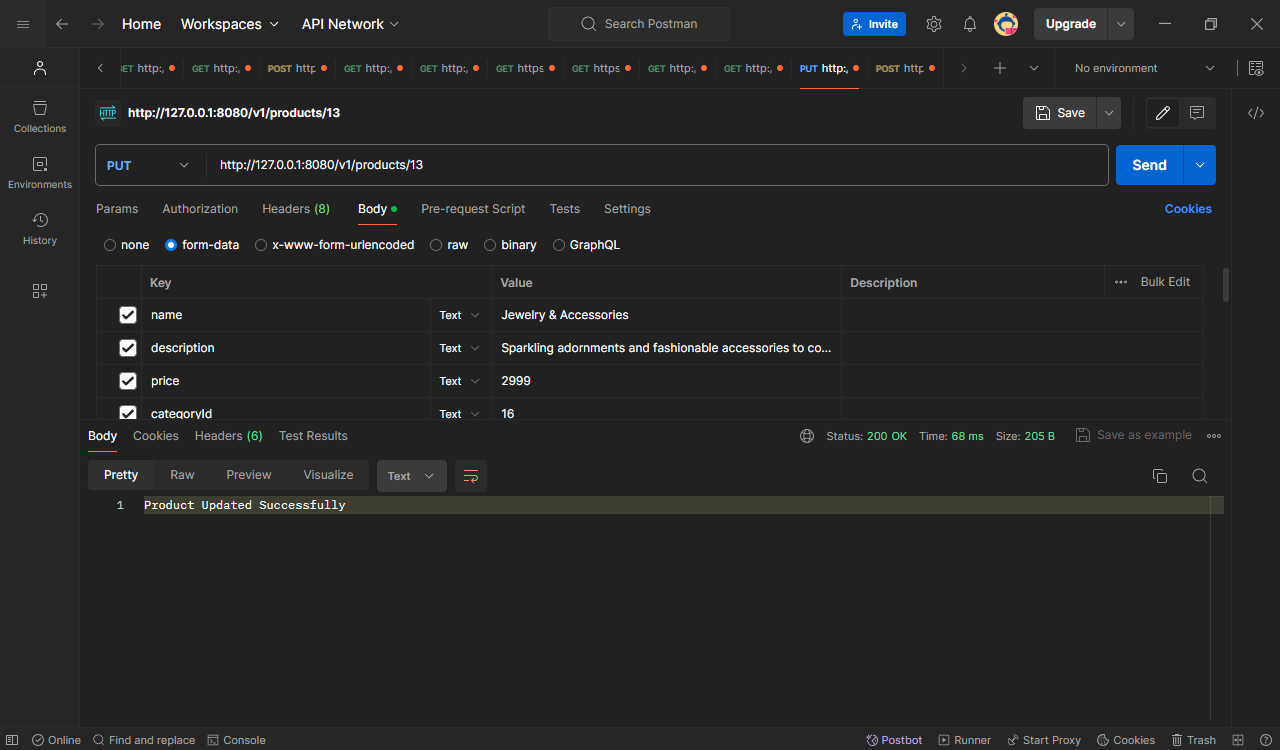 Home Workspaces API Network Search Postman Invite Upgrade
GET http:, GET http:, POST http GET http:, GET http:, GET https GET https GET http:, GET http:, PUT http:, POST http No environment
HTTP http://127.0.0.1:8080/v1/products/13 Save
Collections
Environments
History
PUT http://127.0.0.1:8080/v1/products/13 Send
Params Authorization Headers (8) Body Pre-request Script Tests Settings Cookies
none form-data x-www-form-urlencoded raw binary GraphQL
Key Value Description Bulk Edit
name Text Jewelry & Accessories
description Text Sparkling adornments and fashionable accessories to co...
price Text 2999
categoryId Text 16
Body Cookies Headers (6) Test Results Status: 200 OK Time: 68 ms Size: 205 B Save as example
Pretty Raw Preview Visualize Text
1 Product Updated Successfully
Online Find and replace Console Postbot Runner Start Proxy Cookies Trash